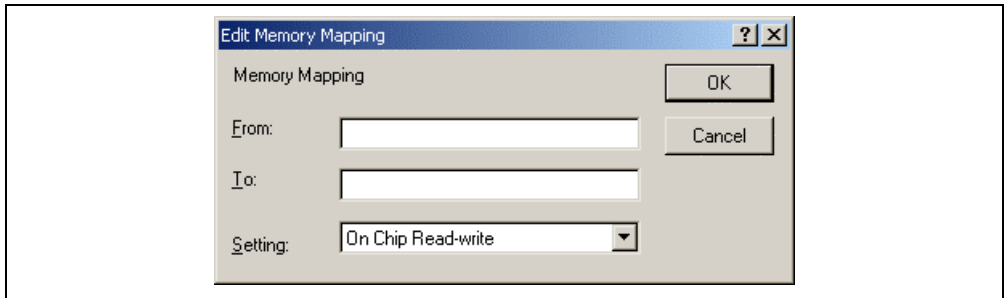 Edit Memory Mapping
Memory Mapping
OK
From:
Cancel
To:
Setting: On Chip Read-write